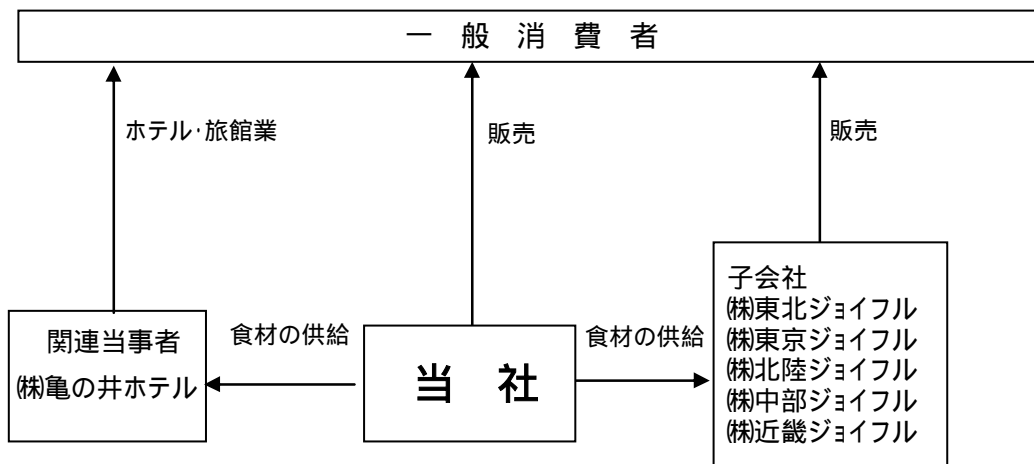 一 般 消 費 者
ホテル・旅館業
販売
販売
関連当事者
㈱亀の井ホテル
食材の供給
当 社
食材の供給
子会社
㈱東北ジョイフル
㈱東京ジョイフル
㈱北陸ジョイフル
㈱中部ジョイフル
㈱近畿ジョイフル